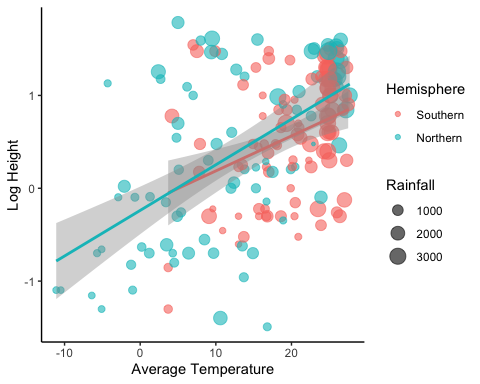 1
0
-1
-10
0
10
20
Log Height
Average Temperature
Hemisphere
Southern
Northern
Rainfall
1000
2000
3000